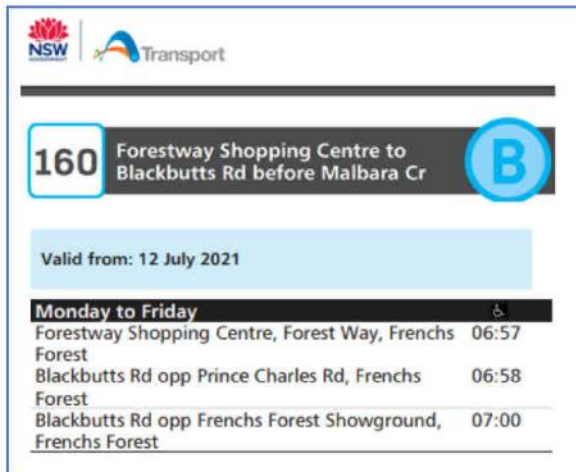 NSW
GOVERNMENT
Transport
160
Forestway Shopping Centre to
Blackbutts Rd before Malbara Cr
B
Valid from: 12 July 2021
Monday to Friday
Forestway Shopping Centre, Forest Way, Frenchs 06:57
Forest
Blackbutts Rd opp Prince Charles Rd, Frenchs 06:58
Forest
Blackbutts Rd opp Frenchs Forest Showground, 07:00
Frenchs Forest